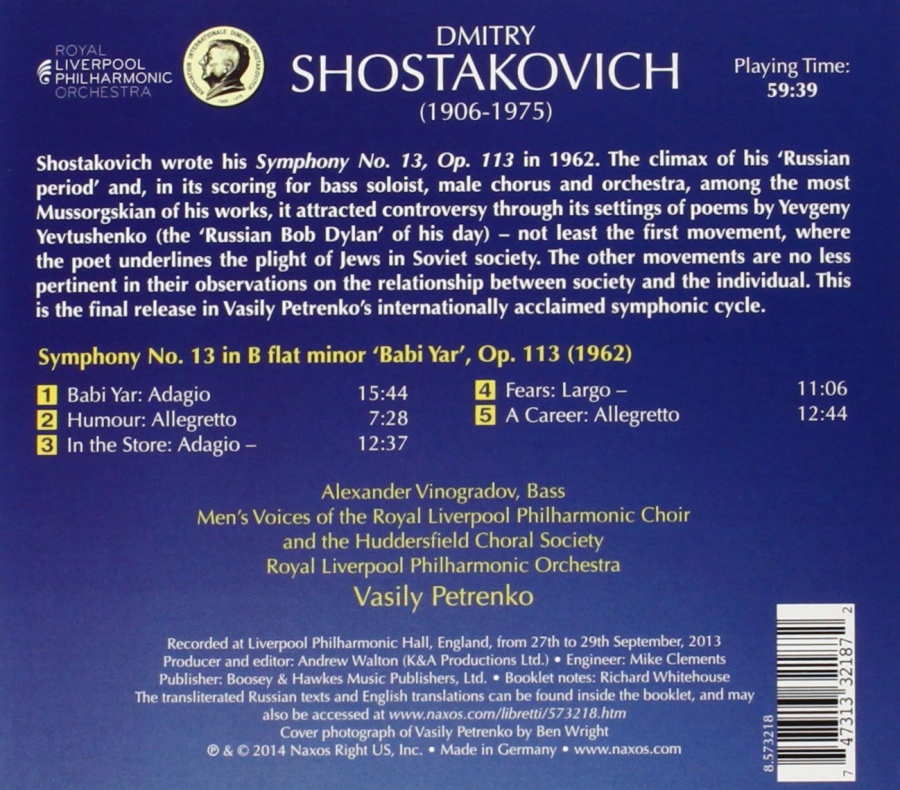 ROYAL
LIVERPOOL
PHILHARMONIC
ORCHESTRA
DMITRY
SHOSTAKOVICH
(1906-1975)
Playing Time:
59:39
Shostakovich wrote his Symphony No. 13, Op. 113 in 1962. The climax of his ‘Russian
period’ and, in its scoring for bass soloist, male chorus and orchestra, among the most
Mussorgskian of his works, it attracted controversy through its settings of poems by Yevgeny
Yevtushenko (the ‘Russian Bob Dylan’ of his day) – not least the first movement, where
the poet underlines the plight of Jews in Soviet society. The other movements are no less
pertinent in their observations on the relationship between society and the individual. This
is the final release in Vasily Petrenko’s internationally acclaimed symphonic cycle.
Symphony No. 13 in B flat minor ‘Babi Yar’, Op. 113 (1962)
1 Babi Yar: Adagio 15:44
2 Humour: Allegretto 7:28
3 In the Store: Adagio – 12:37
4 Fears: Largo – 11:06
5 A Career: Allegretto 12:44
Alexander Vinogradov, Bass
Men’s Voices of the Royal Liverpool Philharmonic Choir
and the Huddersfield Choral Society
Royal Liverpool Philharmonic Orchestra
Vasily Petrenko
Recorded at Liverpool Philharmonic Hall, England, from 27th to 29th September, 2013
Producer and editor: Andrew Walton (K&A Productions Ltd.) • Engineer: Mike Clements
Publisher: Boosey & Hawkes Music Publishers, Ltd. • Booklet notes: Richard Whitehouse
The transliterated Russian texts and English translations can be found inside the booklet, and may
also be accessed at www.naxos.com/libretti/573218.htm
Cover photograph of Vasily Petrenko by Ben Wright
℗ & © 2014 Naxos Right US, Inc. • Made in Germany • www.naxos.com
8.573218
7 47313 32187 2